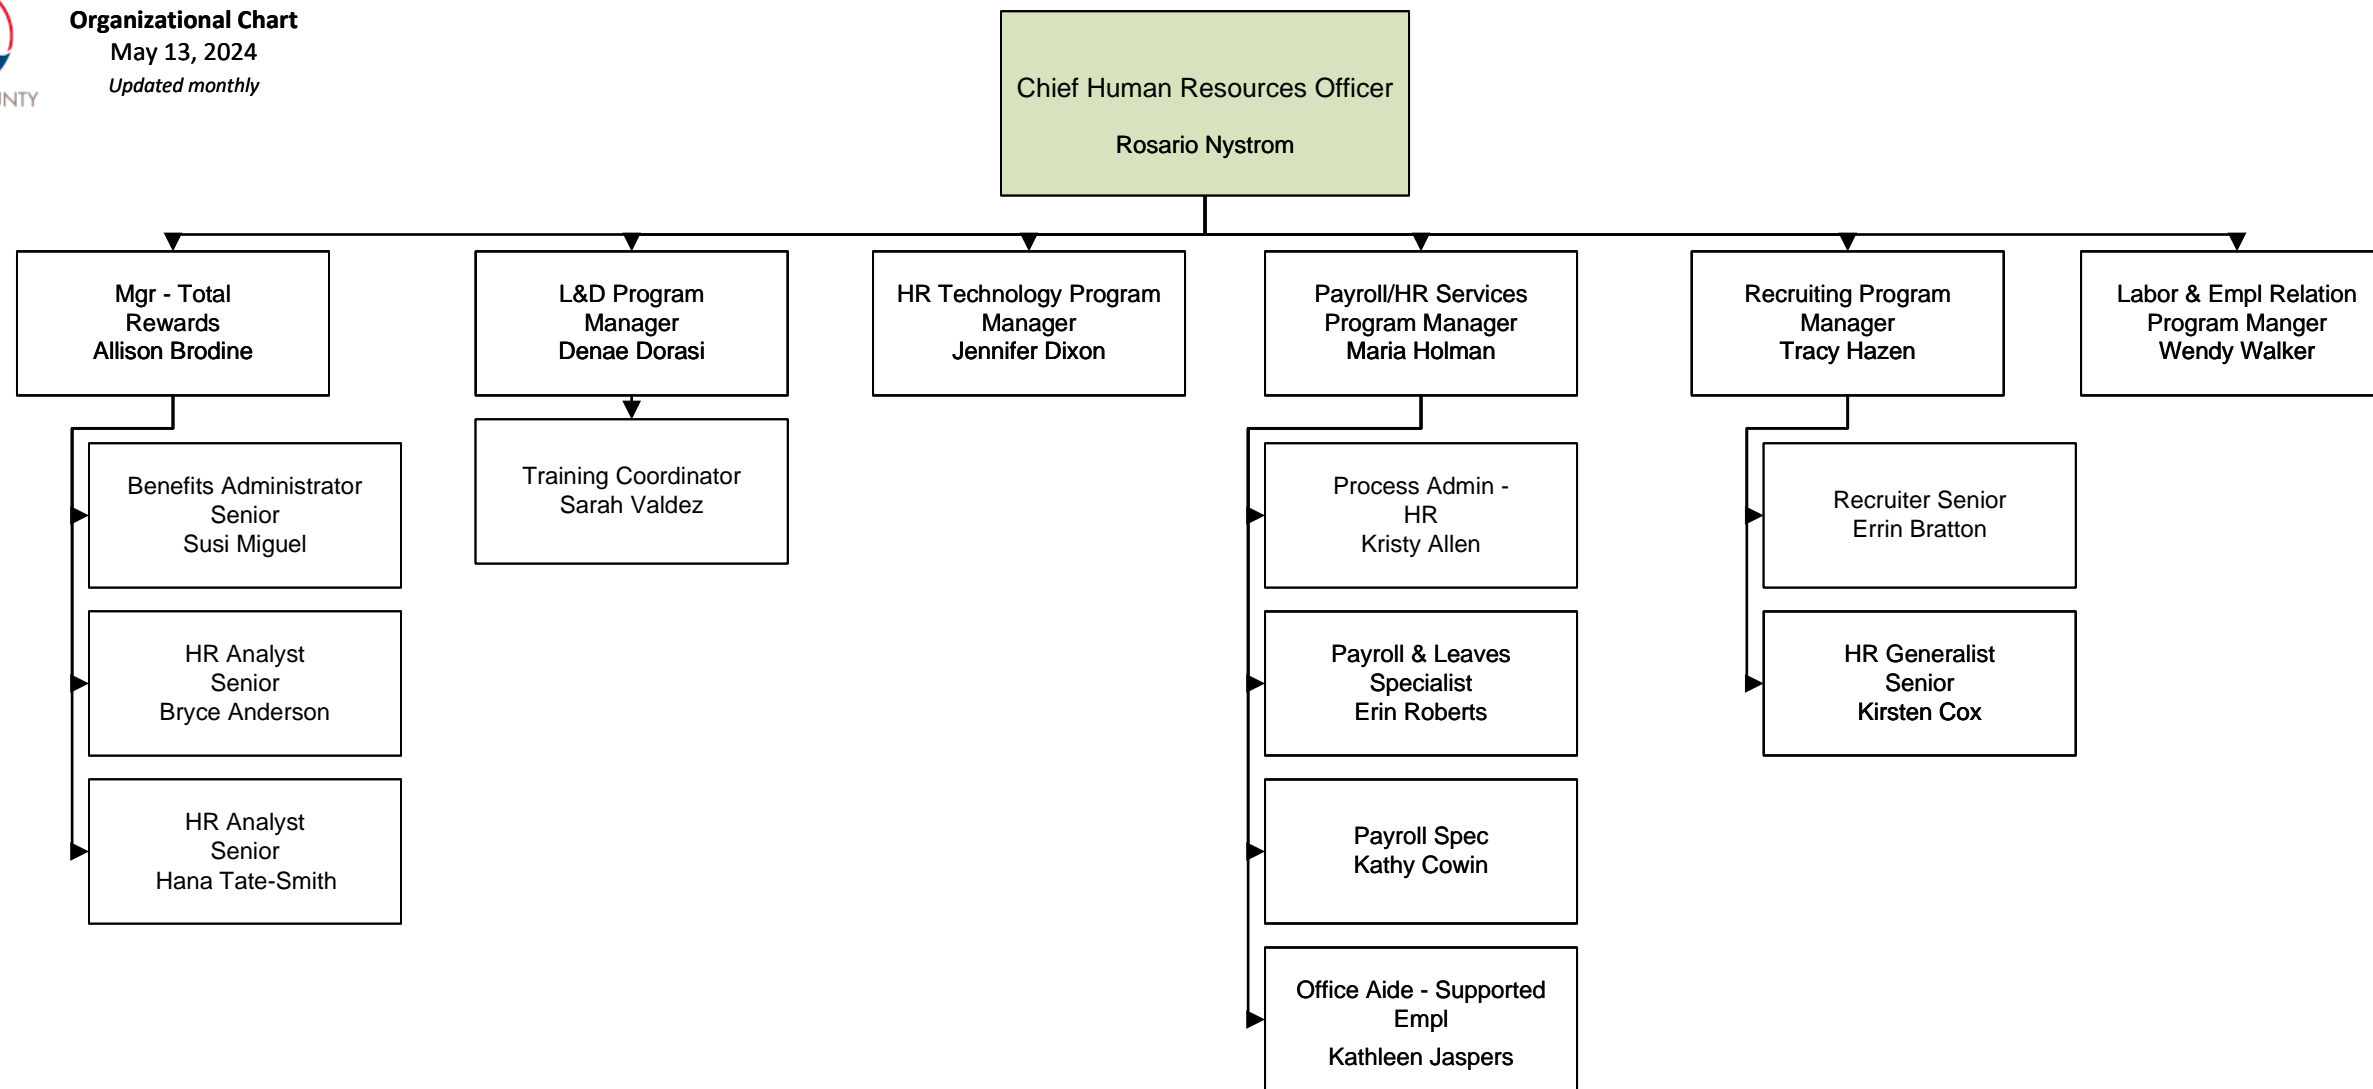 Organizational Chart
May 13, 2024
Updated monthly
Chief Human Resources Officer
Rosario Nystrom
Mgr - Total
Rewards
Allison Brodine
L&D Program
Manager
Denae Dorasi
HR Technology Program
Manager
Jennifer Dixon
Payroll/HR Services
Program Manager
Maria Holman
Recruiting Program
Manager
Tracy Hazen
Labor & Empl Relation
Program Manger
Wendy Walker
Benefits Administrator
Senior
Susi Miguel
HR Analyst
Senior
Bryce Anderson
HR Analyst
Senior
Hana Tate-Smith
Training Coordinator
Sarah Valdez
Process Admin -
HR
Kristy Allen
Payroll & Leaves
Specialist
Erin Roberts
Payroll Spec
Kathy Cowin
Office Aide - Supported
Empl
Kathleen Jaspers
Recruiter Senior
Errin Bratton
HR Generalist
Senior
Kirsten Cox